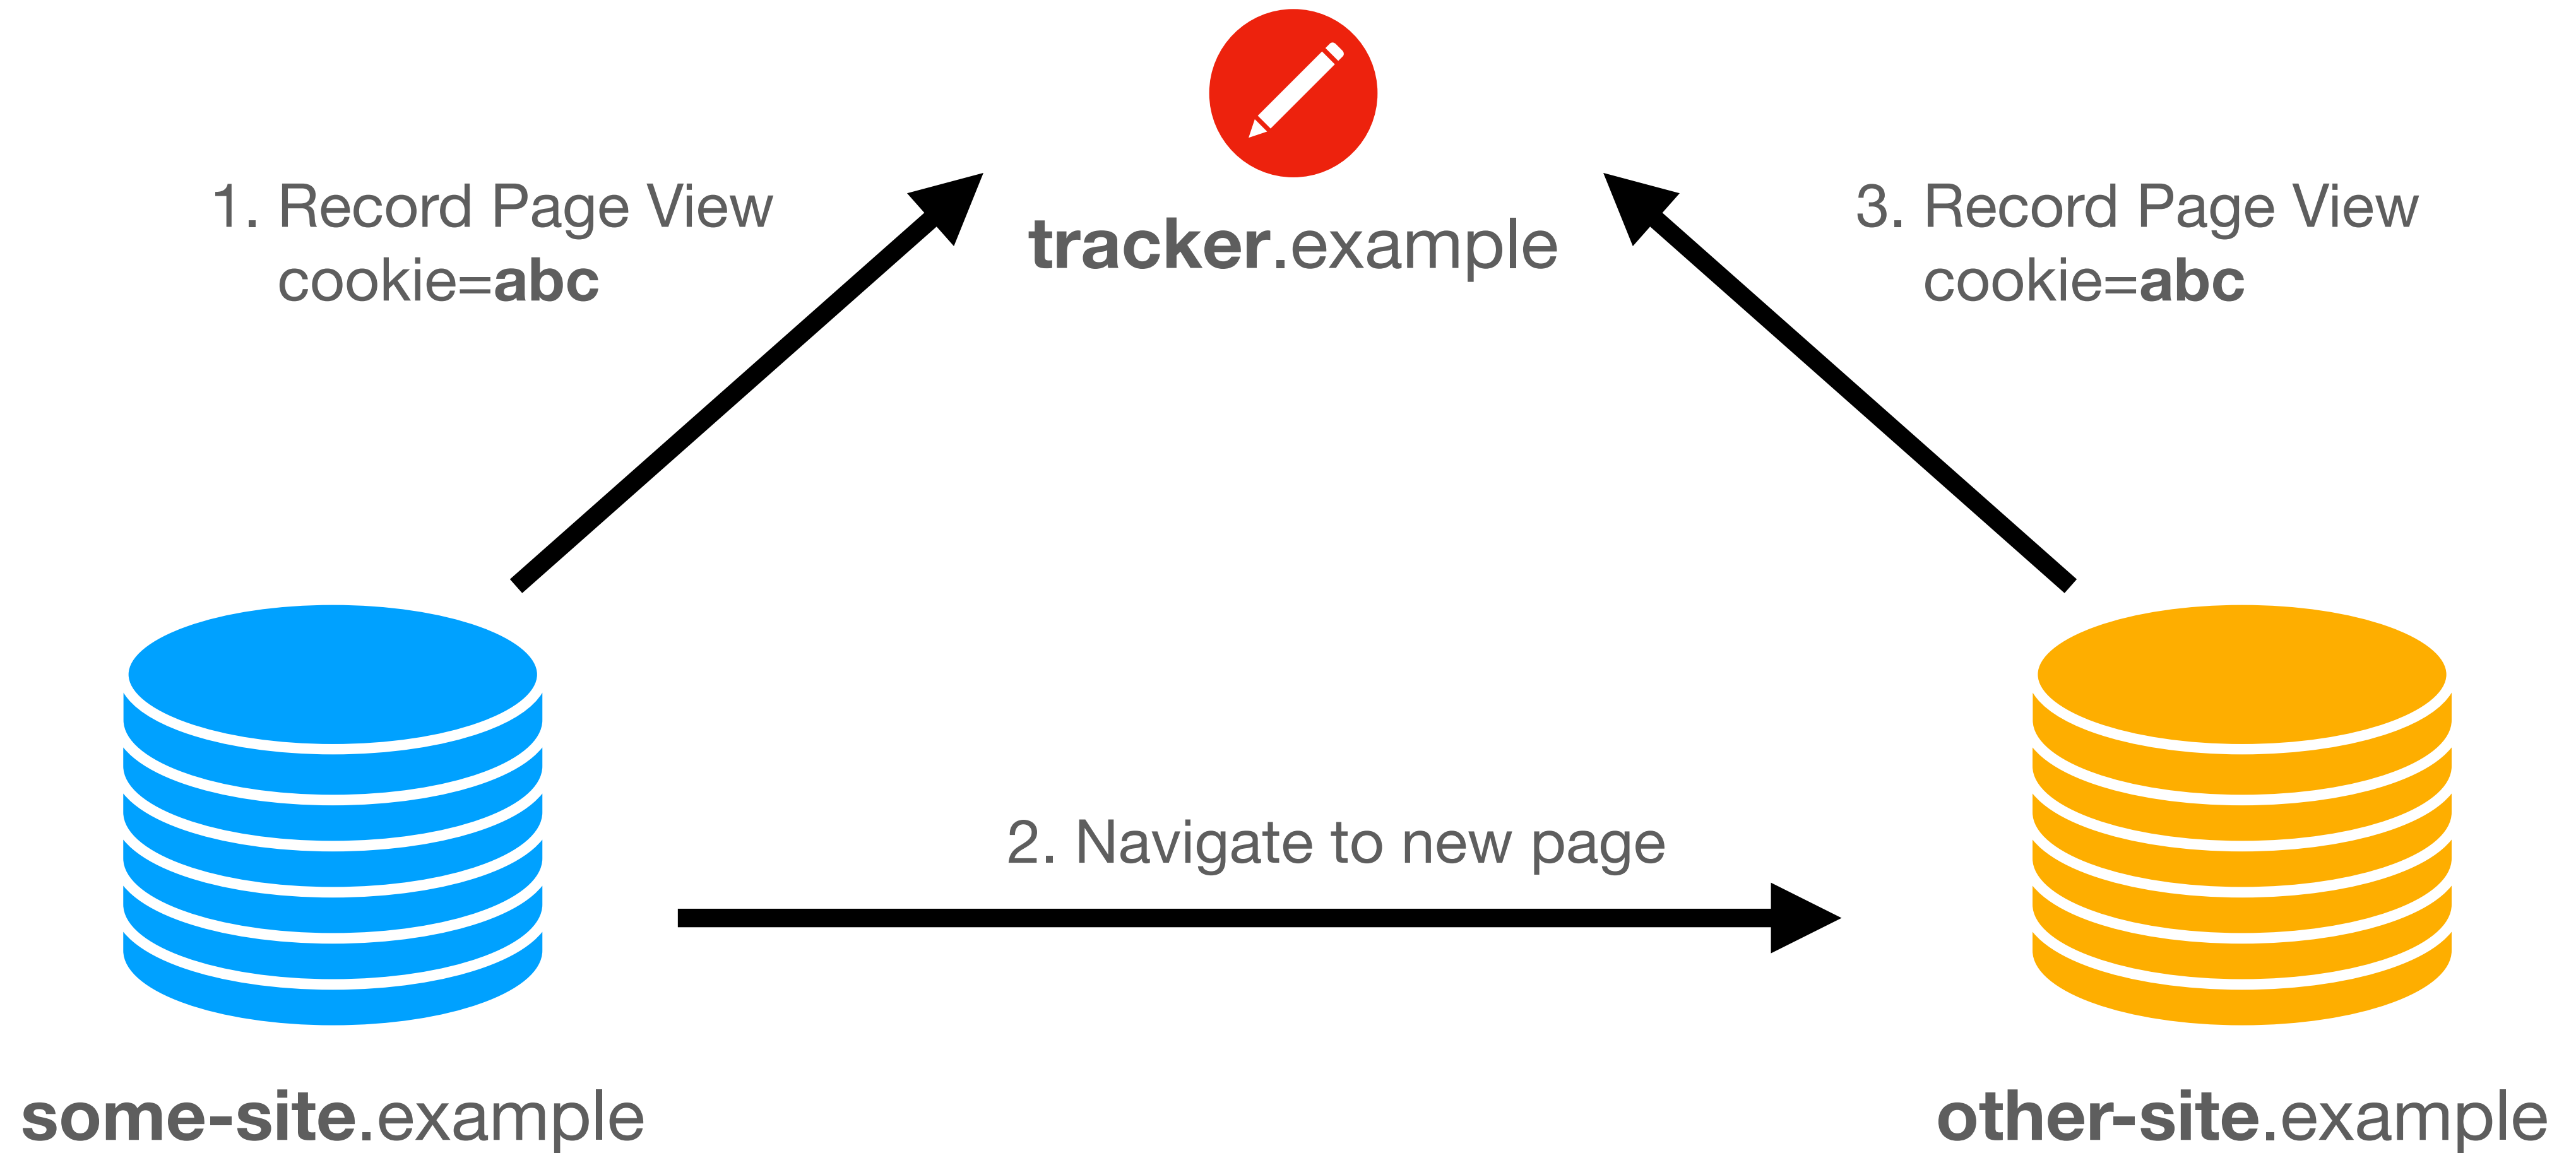 1. Record Page View
cookie=abc
tracker.example
3. Record Page View
cookie=abc
2. Navigate to new page
some-site.example
other-site.example